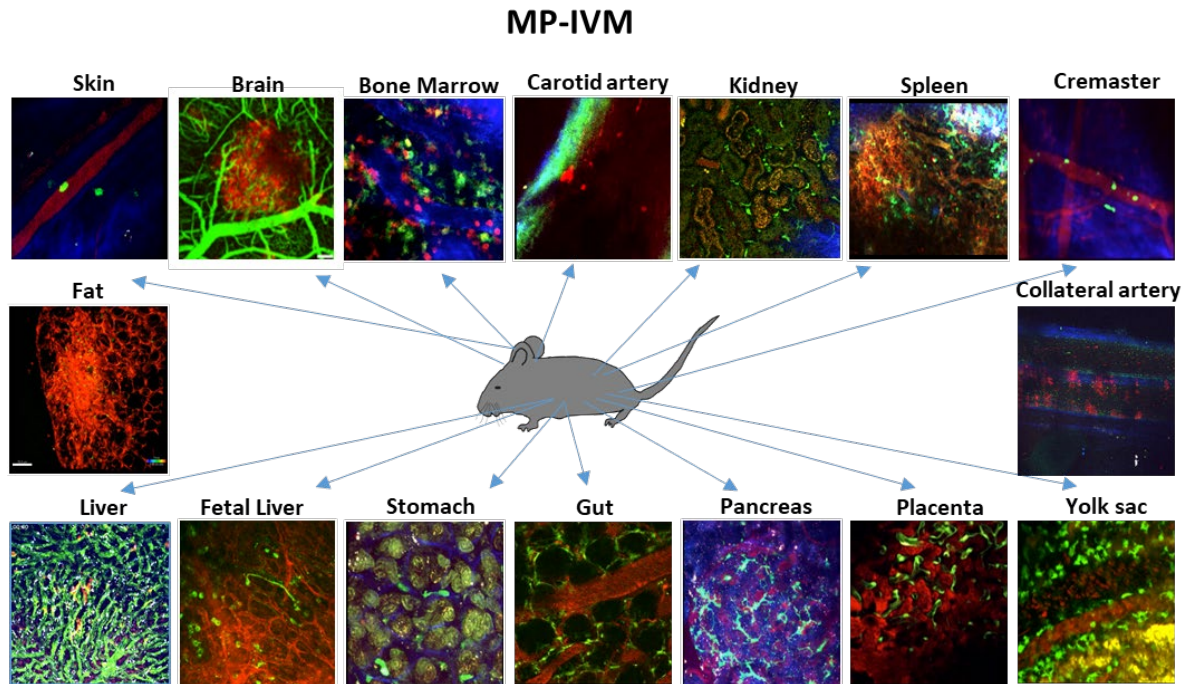 MP-IVM
Skin
Brain
Bone Marrow
Carotid artery
Kidney
Spleen
Cremaster
Fat
Collateral artery
Liver
Fetal Liver
Stomach
Gut
Pancreas
Placenta
Yolk sac